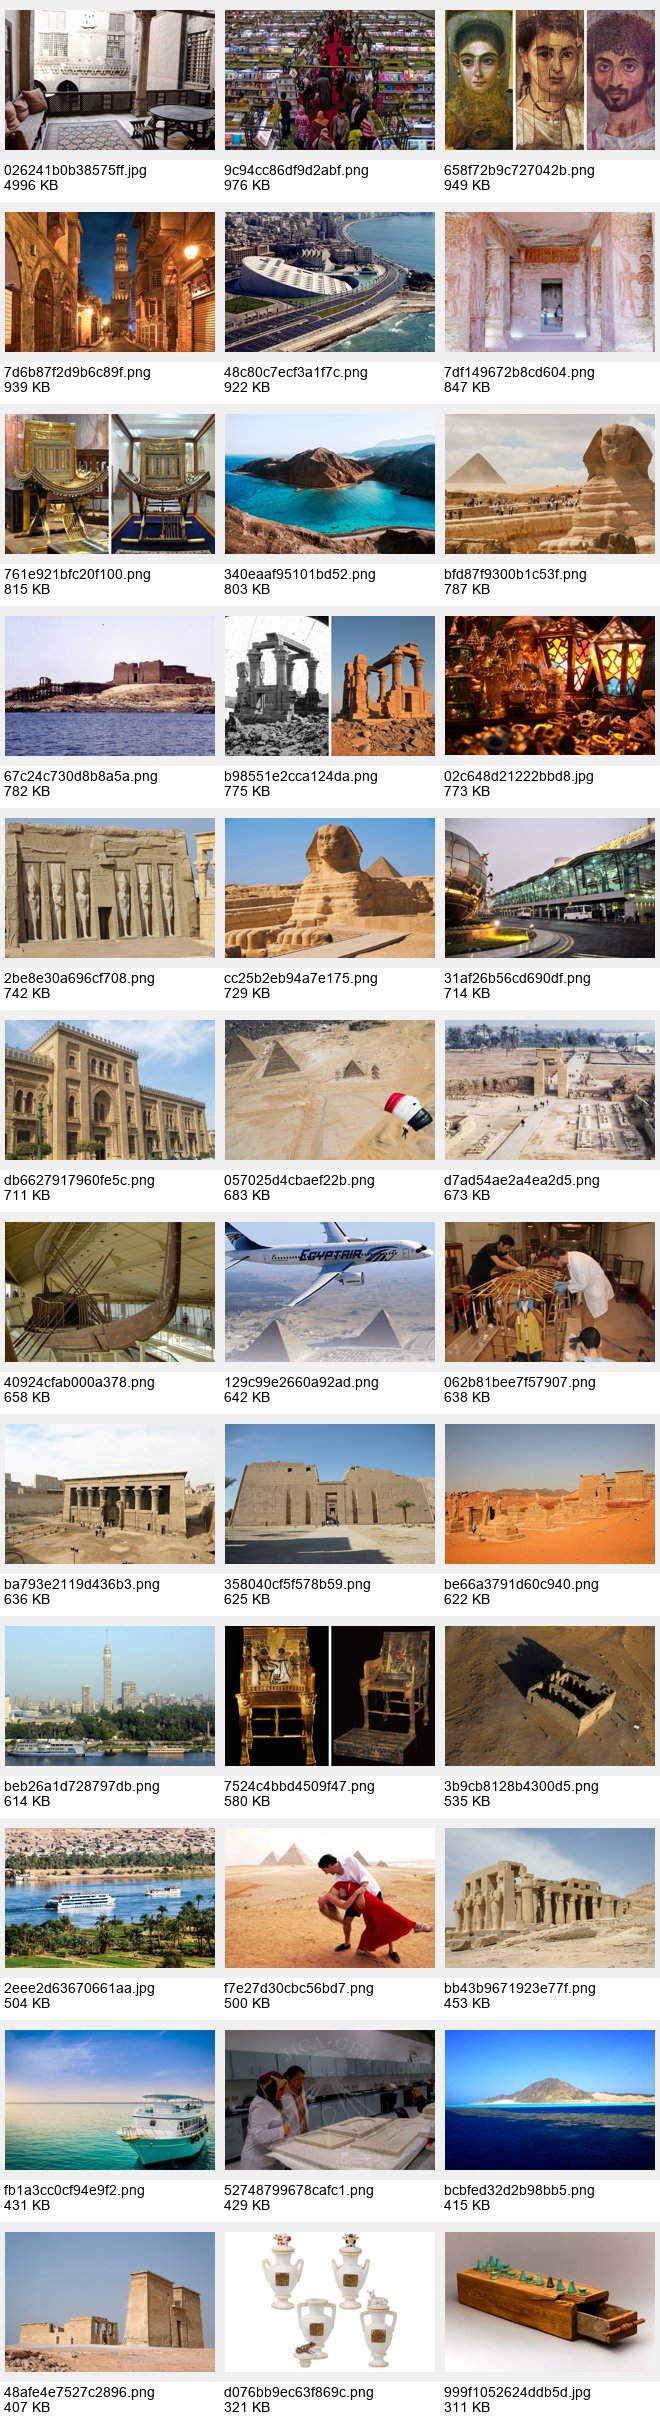 026241b0b38575ff.jpg
4996 KB
9c94cc86df9d2abf.png
976 KB
658f72b9c727042b.png
949 KB
7d6b87f2d9b6c89f.png
939 KB
48c80c7ecf3a1f7c.png
922 KB
7df149672b8cd604.png
847 KB
761e921bfc20f100.png
815 KB
340eaaf95101bd52.png
803 KB
bfd87f9300b1c53f.png
787 KB
67c24c730d8b8a5a.png
782 KB
b98551e2cca124da.png
775 KB
02c648d21222bbd8.jpg
773 KB
2be8e30a696cf708.png
742 KB
cc25b2eb94a7e175.png
729 KB
31af26b56cd690df.png
714 KB
db6627917960fe5c.png
711 KB
057025d4cbaef22b.png
683 KB
d7ad54ae2a4ea2d5.png
673 KB
EGYPTAIR
40924cfab000a378.png
658 KB
129c99e2660a92ad.png
642 KB
062b81bee7f57907.png
638 KB
ba793e2119d436b3.png
636 KB
358040cf5f578b59.png
625 KB
be66a3791d60c940.png
622 KB
beb26a1d728797db.png
614 KB
7524c4bbd4509f47.png
580 KB
3b9cb8128b4300d5.png
535 KB
2eee2d63670661aa.jpg
504 KB
f7e27d30cbc56bd7.png
500 KB
bb43b9671923e77f.png
453 KB
JICA-GEM
fb1a3cc0cf94e9f2.png
431 KB
52748799678cafc1.png
429 KB
bcbfed32d2b98bb5.png
415 KB
48afe4e7527c2896.png
407 KB
d076bb9ec63f869c.png
321 KB
999f1052624ddb5d.jpg
311 KB